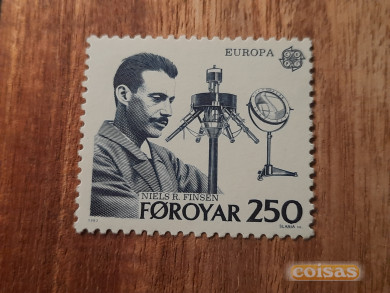 EUROPA
NIELS R. FINSEN
FØROYAR 250
coisas